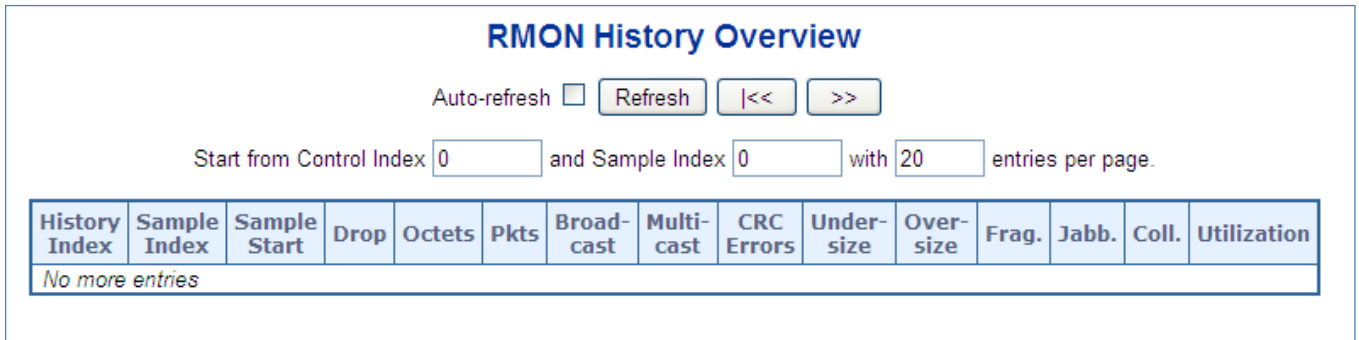 RMON History Overview
Auto-refresh Refresh |<< >>
Start from Control Index 0 and Sample Index 0 with 20 entries per page.
History Index Sample Index Sample Start Drop Octets Pkts Broad-cast Multi-cast CRC Errors Under-size Over-size Frag. Jabb. Coll. Utilization
No more entries